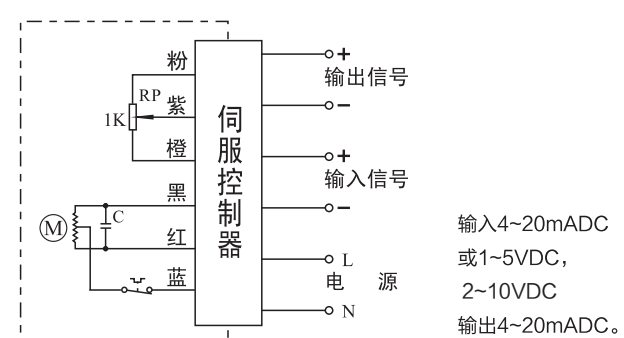 粉
RP
紫
1K
橙
黑
C
M
红
蓝
伺服控制器
+
输出信号
−
+
输入信号
−
L
电 源
N
输入4~20mADC
或1~5VDC，
2~10VDC
输出4~20mADC。